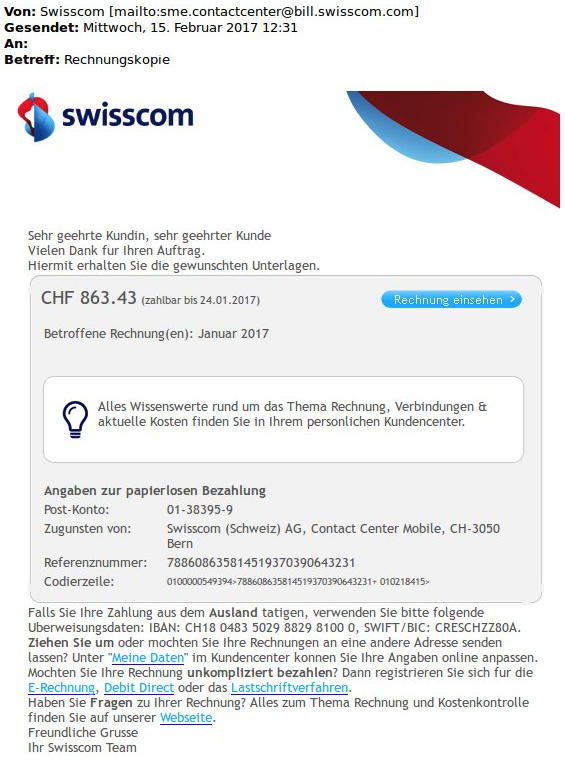 Von: Swisscom [mailto:sme.contactcenter@bill.swisscom.com]
Gesendet: Mittwoch, 15. Februar 2017 12:31
An:
Betreff: Rechnungskopie
swisscom
Sehr geehrte Kundin, sehr geehrter Kunde
Vielen Dank fur Ihren Auftrag.
Hiermit erhalten Sie die gewunschten Unterlagen.
CHF 863.43 (zahlbar bis 24.01.2017)
Rechnung einsehen >
Betroffene Rechnung(en): Januar 2017
Alles Wissenswerte rund um das Thema Rechnung, Verbindungen &
aktuelle Kosten finden Sie in Ihrem personlichen Kundencenter.
Angaben zur papierlosen Bezahlung
Post-Konto: 01-38395-9
Zugunsten von: Swisscom (Schweiz) AG, Contact Center Mobile, CH-3050
Bern
Referenznummer: 788608635814519370390643231
Codierzeile: 0100000549394>788608635814519370390643231+ 010218415>
Falls Sie Ihre Zahlung aus dem Ausland tatigen, verwenden Sie bitte folgende
Uberweisungsdaten: IBAN: CH18 0483 5029 8829 8100 0, SWIFT/BIC: CRESCHZZ80A.
Ziehen Sie um oder mochten Sie Ihre Rechnungen an eine andere Adresse senden
lassen? Unter "Meine Daten" im Kundencenter konnen Sie Ihre Angaben online anpassen.
Mochten Sie Ihre Rechnung unkompliziert bezahlen? Dann registrieren Sie sich fur die
E-Rechnung, Debit Direct oder das Lastschriftverfahren.
Haben Sie Fragen zu Ihrer Rechnung? Alles zum Thema Rechnung und Kostenkontrolle
finden Sie auf unserer Webseite.
Freundliche Grusse
Ihr Swisscom Team